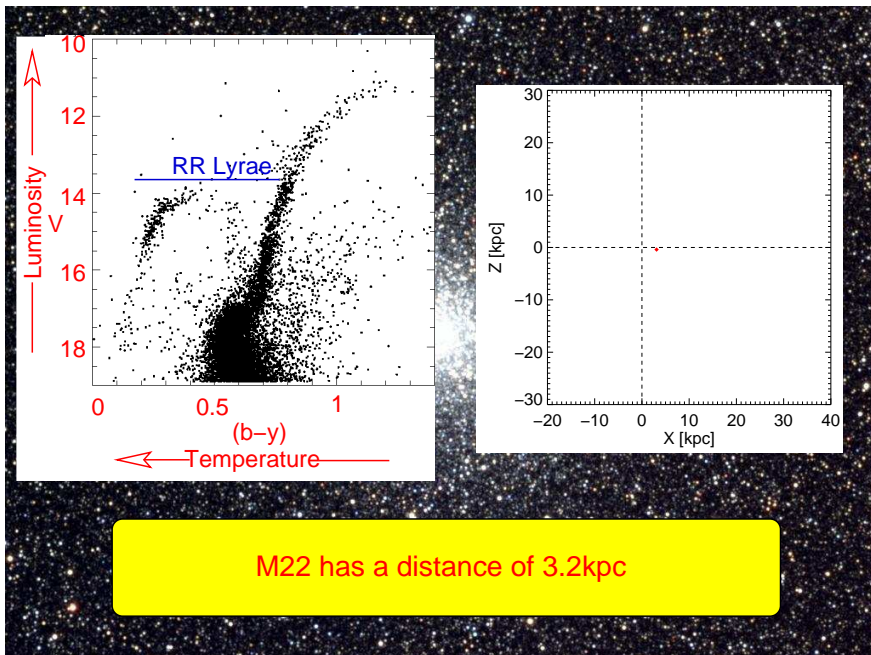 10
12
14
16
18
Luminosity
V
RR Lyrae
0
0.5
1
(b−y)
Temperature
30
20
10
0
−10
−20
−30
Z [kpc]
−20
−10
0
10
20
30
40
X [kpc]
M22 has a distance of 3.2kpc